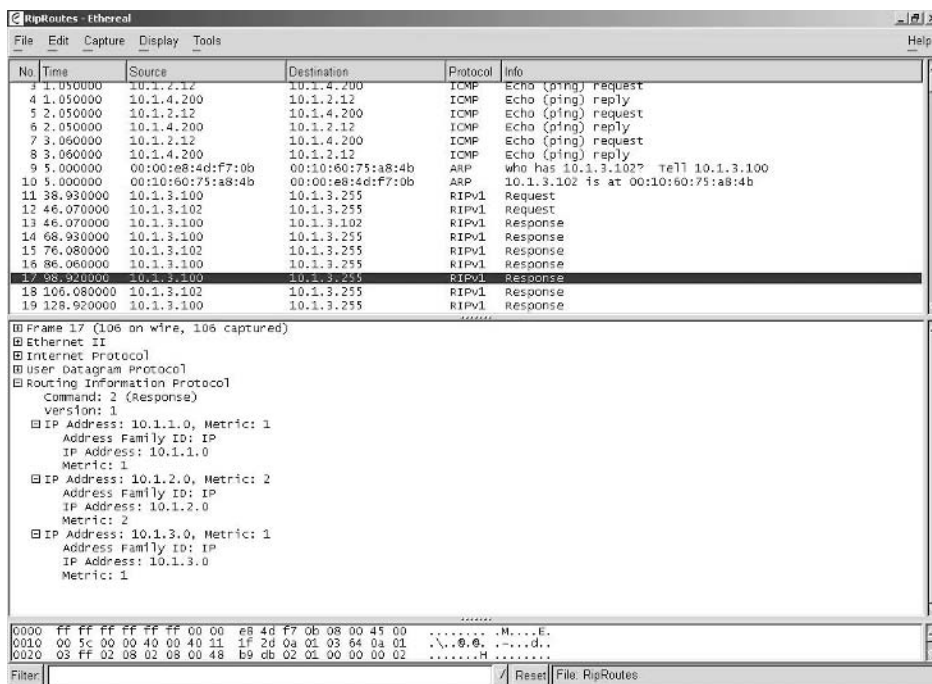 RipRoutes - Ethereal
File Edit Capture Display Tools Help
No. Time Source Destination Protocol Info
3 1.050000 10.1.2.12 10.1.4.200 ICMP Echo (ping) request
4 1.050000 10.1.4.200 10.1.2.12 ICMP Echo (ping) reply
5 2.050000 10.1.2.12 10.1.4.200 ICMP Echo (ping) request
6 2.050000 10.1.4.200 10.1.2.12 ICMP Echo (ping) reply
7 3.060000 10.1.2.12 10.1.4.200 ICMP Echo (ping) request
8 3.060000 10.1.4.200 10.1.2.12 ICMP Echo (ping) reply
9 5.000000 00:00:e8:4d:f7:0b 00:10:60:75:a8:4b ARP who has 10.1.3.102? Tell 10.1.3.100
10 5.000000 00:10:60:75:a8:4b 00:00:e8:4d:f7:0b ARP 10.1.3.102 is at 00:10:60:75:a8:4b
11 38.930000 10.1.3.100 10.1.3.255 RIPv1 Request
12 46.070000 10.1.3.102 10.1.3.255 RIPv1 Request
13 46.070000 10.1.3.100 10.1.3.102 RIPv1 Response
14 68.930000 10.1.3.100 10.1.3.255 RIPv1 Response
15 76.080000 10.1.3.102 10.1.3.255 RIPv1 Response
16 86.060000 10.1.3.100 10.1.3.255 RIPv1 Response
17 98.920000 10.1.3.100 10.1.3.255 RIPv1 Response
18 106.080000 10.1.3.102 10.1.3.255 RIPv1 Response
19 128.920000 10.1.3.100 10.1.3.255 RIPv1 Response
Frame 17 (106 on wire, 106 captured)
Ethernet II
Internet Protocol
User Datagram Protocol
Routing Information Protocol
Command: 2 (Response)
Version: 1
IP Address: 10.1.1.0, Metric: 1
Address Family ID: IP
IP Address: 10.1.1.0
Metric: 1
IP Address: 10.1.2.0, Metric: 2
Address Family ID: IP
IP Address: 10.1.2.0
Metric: 2
IP Address: 10.1.3.0, Metric: 1
Address Family ID: IP
IP Address: 10.1.3.0
Metric: 1
0000 ff ff ff ff ff ff 00 00 e8 4d f7 0b 08 00 45 00 ........ .M....E.
0010 00 5c 00 00 40 00 40 11 1f 2d 0a 01 03 64 0a 01 .\..@.@. .-...d..
0020 03 ff 02 08 02 08 00 48 b9 db 02 01 00 00 00 02 .......H ........
Filter: / Reset File: RipRoutes